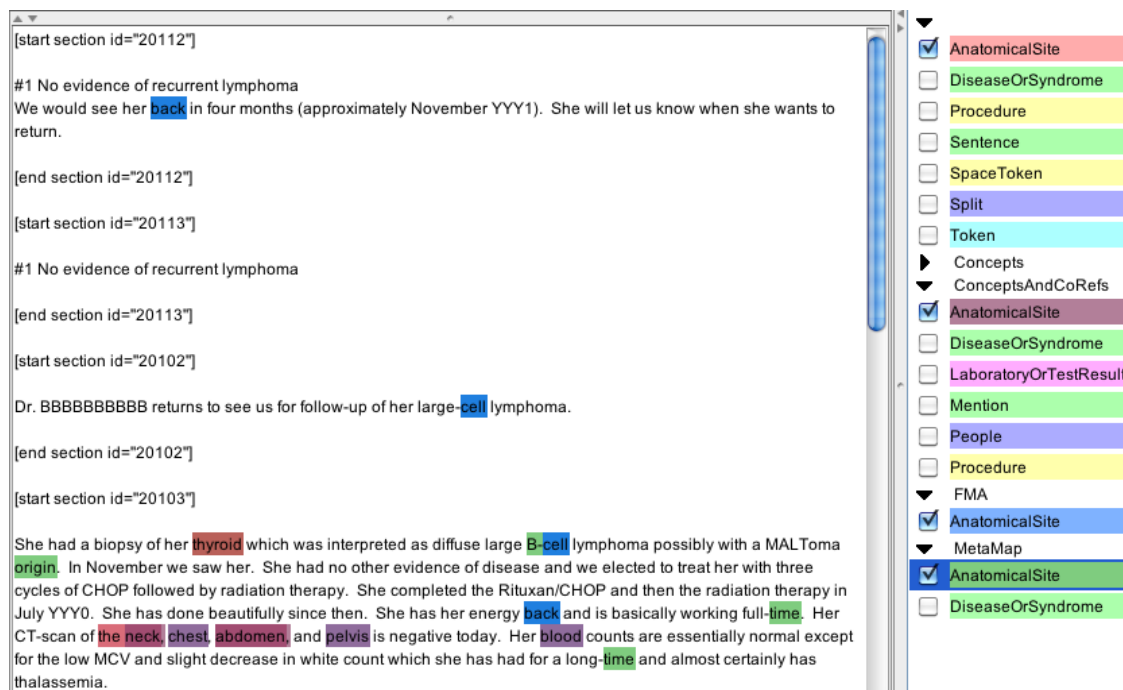 [start section id="20112"]
#1 No evidence of recurrent lymphoma
We would see her back in four months (approximately November YYY1).  She will let us know when she wants to
return.
[end section id="20112"]
[start section id="20113"]
#1 No evidence of recurrent lymphoma
[end section id="20113"]
[start section id="20102"]
Dr. BBBBBBBBBB returns to see us for follow-up of her large-cell lymphoma.
[end section id="20102"]
[start section id="20103"]
She had a biopsy of her thyroid which was interpreted as diffuse large B-cell lymphoma possibly with a MALToma
origin.  In November we saw her.  She had no other evidence of disease and we elected to treat her with three
cycles of CHOP followed by radiation therapy.  She completed the Rituxan/CHOP and then the radiation therapy in
July YYY0.  She has done beautifully since then.  She has her energy back and is basically working full-time.  Her
CT-scan of the neck, chest, abdomen, and pelvis is negative today.  Her blood counts are essentially normal except
for the low MCV and slight decrease in white count which she has had for a long-time and almost certainly has
thalassemia.
AnatomicalSite
DiseaseOrSyndrome
Procedure
Sentence
SpaceToken
Split
Token
Concepts
ConceptsAndCoRefs
AnatomicalSite
DiseaseOrSyndrome
LaboratoryOrTestResult
Mention
People
Procedure
FMA
AnatomicalSite
MetaMap
AnatomicalSite
DiseaseOrSyndrome